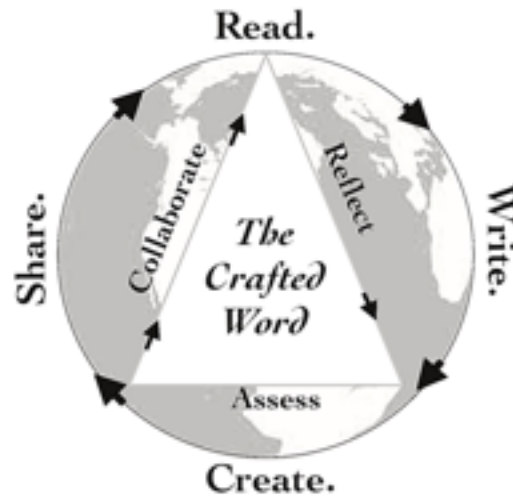 Read.
Write.
Create.
Share.
Collaborate
Reflect
Assess
The
Crafted
Word